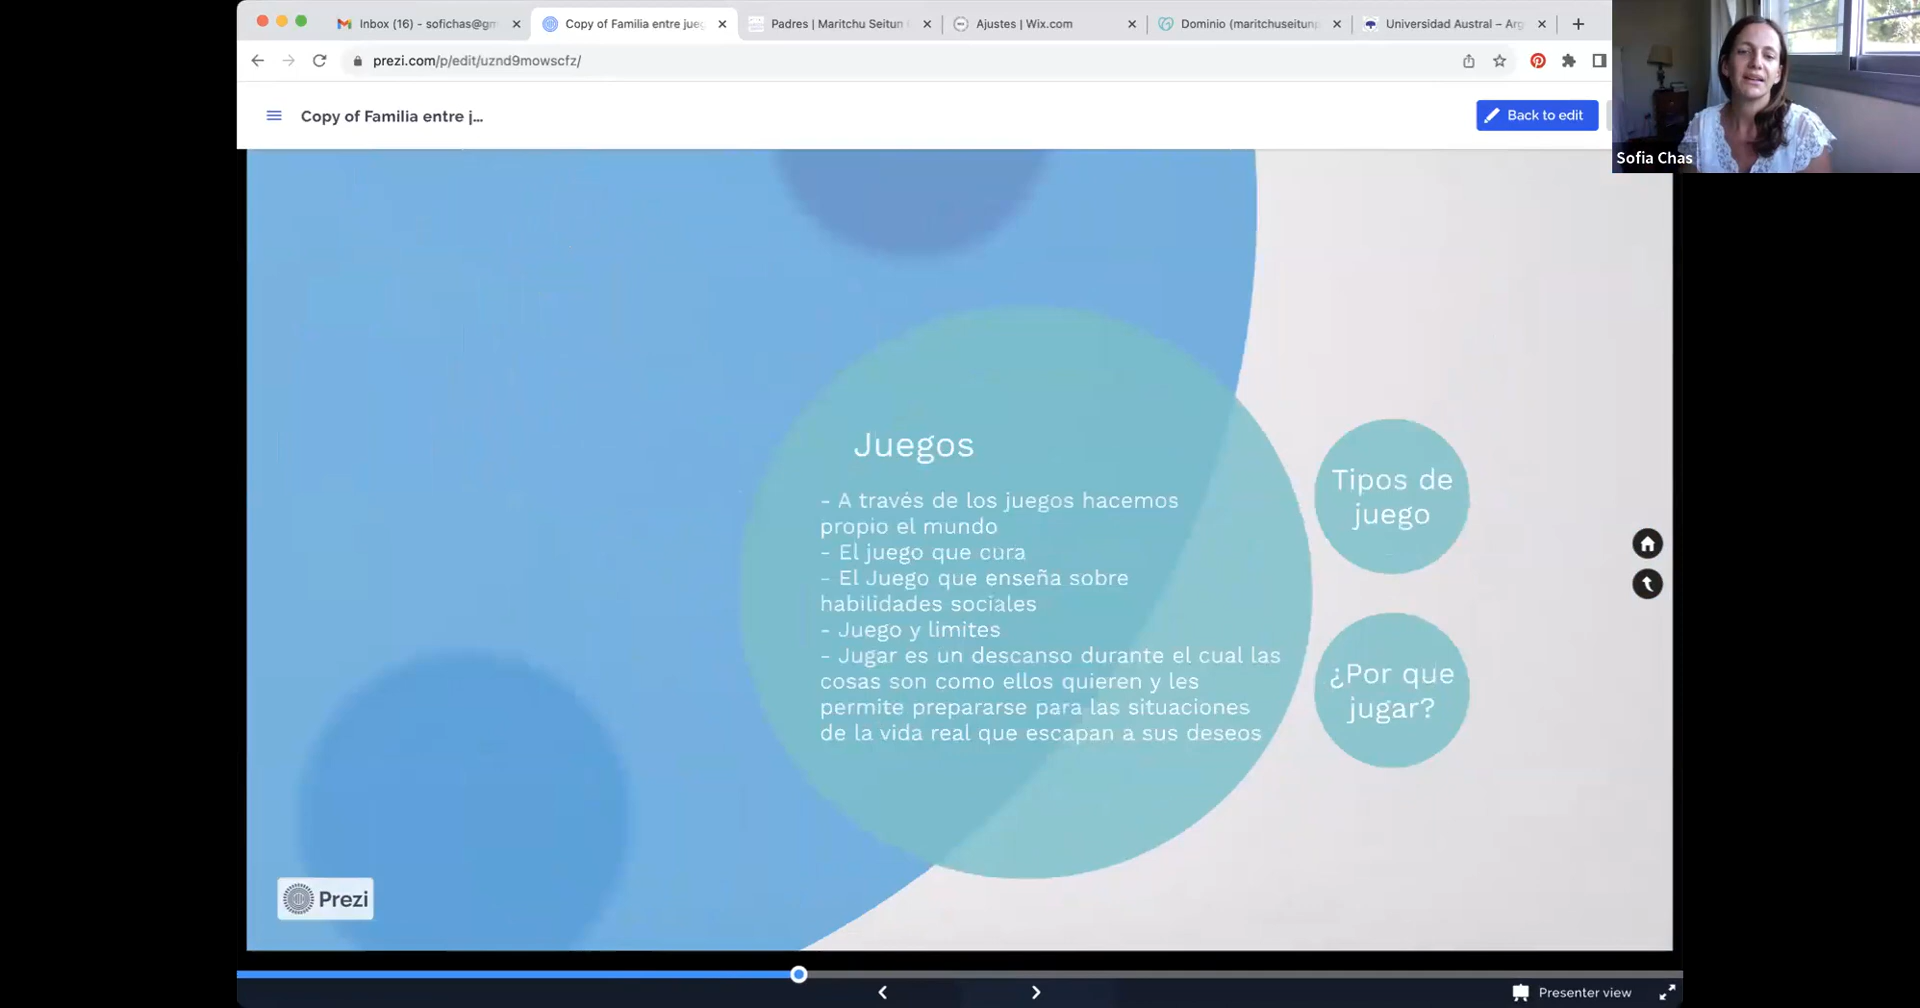 Inbox (16) - sofichas@gm
Copy of Familia entre jueg
Padres | Maritchu Seitun
Ajustes | Wix.com
Dominio (maritchuseitunp
Universidad Austral – Arg
prezi.com/p/edit/uznd9mowscfz/
Copy of Familia entre j...
Back to edit
Sofia Chas
Juegos
- A través de los juegos hacemos
propio el mundo
- El juego que cura
- El Juego que enseña sobre
habilidades sociales
- Juego y limites
- Jugar es un descanso durante el cual las
cosas son como ellos quieren y les
permite prepararse para las situaciones
de la vida real que escapan a sus deseos
Tipos de
juego
¿Por que
jugar?
Prezi
Presenter view